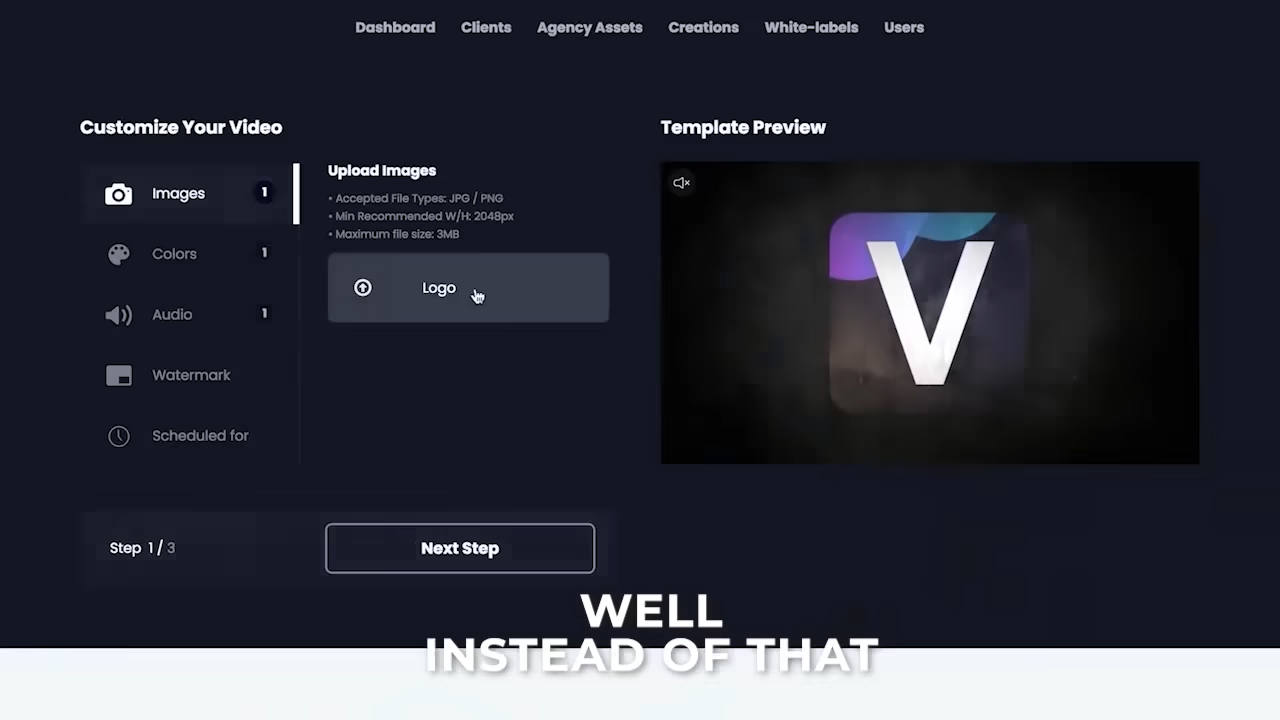 Dashboard Clients Agency Assets Creations White-labels Users
Customize Your Video
Images 1
Colors 1
Audio 1
Watermark
Scheduled for
Upload Images
• Accepted File Types: JPG / PNG
• Min Recommended W/H: 2048px
• Maximum file size: 3MB
Logo
Step 1 / 3
Next Step
Template Preview
V
WELL
INSTEAD OF THAT